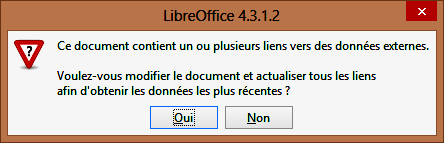 LibreOffice 4.3.1.2
Ce document contient un ou plusieurs liens vers des données externes.
Voulez-vous modifier le document et actualiser tous les liens
afin d'obtenir les données les plus récentes ?
Oui Non